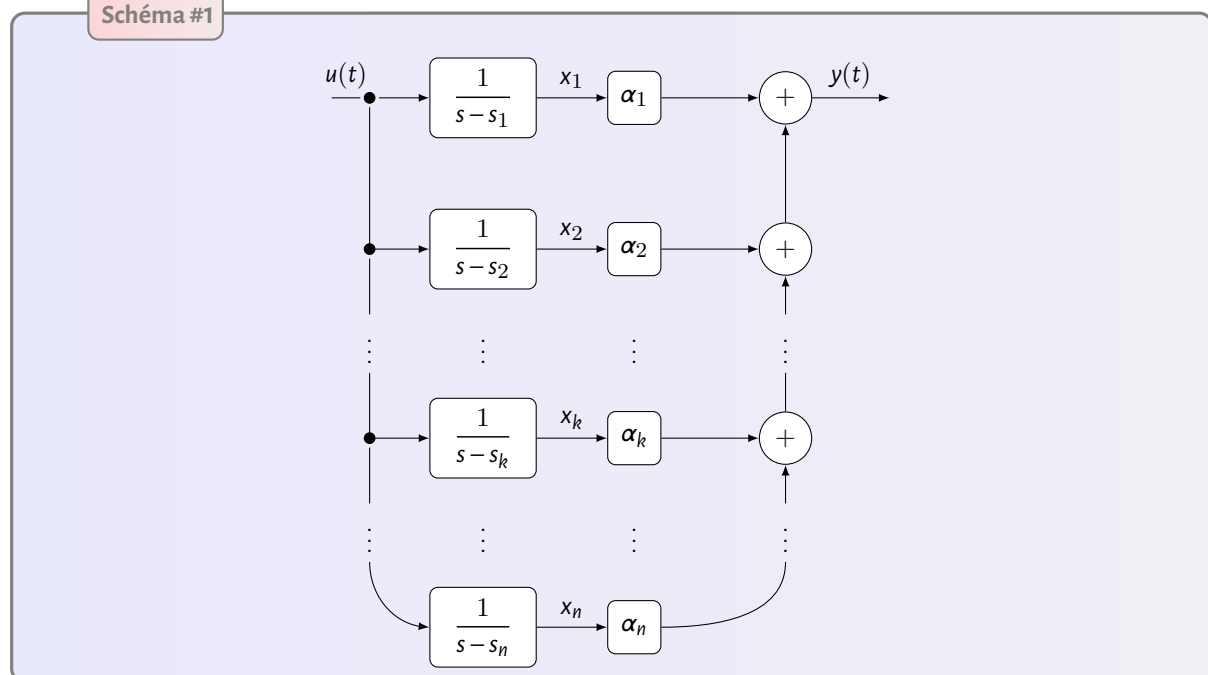 Schéma #1
u(t) 1/(s−s₁) x₁ α₁ + y(t)
1/(s−s₂) x₂ α₂ +
⋮ ⋮ ⋮ ⋮
1/(s−sₖ) xₖ αₖ +
⋮ ⋮ ⋮ ⋮
1/(s−sₙ) xₙ αₙ